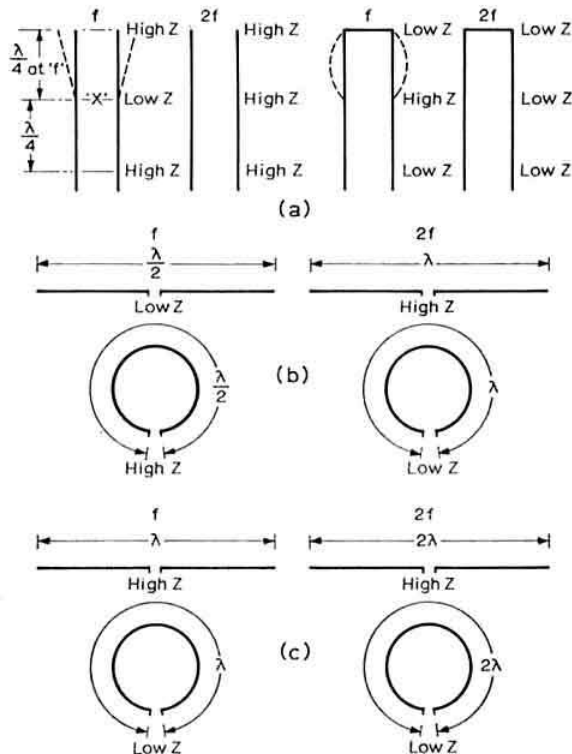 f 2f f 2f
High Z High Z Low Z Low Z
λ/4 at 'f'
'X' Low Z High Z High Z Low Z
λ/4
High Z High Z Low Z Low Z
(a)
f 2f
λ/2 λ
Low Z High Z
(b)
λ/2 λ
High Z Low Z
f 2f
λ 2λ
High Z High Z
λ (c) 2λ
Low Z Low Z